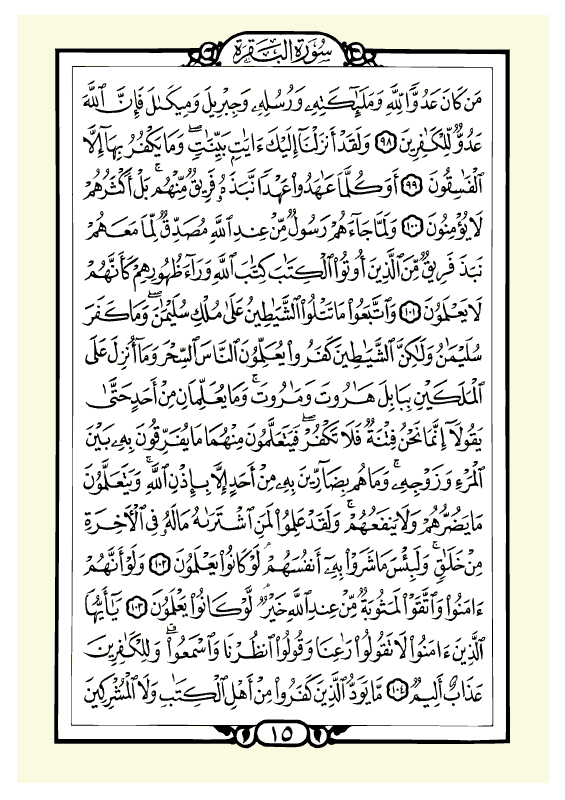 سُورَةُ البَقَرَةِ
مَن كَانَ عَدُوًّا لِّلَّهِ وَمَلَٰٓئِكَتِهِۦ وَرُسُلِهِۦ وَجِبْرِيلَ وَمِيكَىٰلَ فَإِنَّ ٱللَّهَ
عَدُوٌّ لِّلْكَٰفِرِينَ ٩٨ وَلَقَدْ أَنزَلْنَآ إِلَيْكَ ءَايَٰتٍۭ بَيِّنَٰتٍۖ وَمَا يَكْفُرُ بِهَآ إِلَّا
ٱلْفَٰسِقُونَ ٩٩ أَوَكُلَّمَا عَٰهَدُوا۟ عَهْدًا نَّبَذَهُۥ فَرِيقٌ مِّنْهُمۚ بَلْ أَكْثَرُهُمْ
لَا يُؤْمِنُونَ ١٠٠ وَلَمَّا جَآءَهُمْ رَسُولٌ مِّنْ عِندِ ٱللَّهِ مُصَدِّقٌ لِّمَا مَعَهُمْ
نَبَذَ فَرِيقٌ مِّنَ ٱلَّذِينَ أُوتُوا۟ ٱلْكِتَٰبَ كِتَٰبَ ٱللَّهِ وَرَآءَ ظُهُورِهِمْ كَأَنَّهُمْ
لَا يَعْلَمُونَ ١٠١ وَٱتَّبَعُوا۟ مَا تَتْلُوا۟ ٱلشَّيَٰطِينُ عَلَىٰ مُلْكِ سُلَيْمَٰنَۖ وَمَا كَفَرَ
سُلَيْمَٰنُ وَلَٰكِنَّ ٱلشَّيَٰطِينَ كَفَرُوا۟ يُعَلِّمُونَ ٱلنَّاسَ ٱلسِّحْرَ وَمَآ أُنزِلَ عَلَى
ٱلْمَلَكَيْنِ بِبَابِلَ هَٰرُوتَ وَمَٰرُوتَۚ وَمَا يُعَلِّمَانِ مِنْ أَحَدٍ حَتَّىٰ
يَقُولَآ إِنَّمَا نَحْنُ فِتْنَةٌ فَلَا تَكْفُرْۖ فَيَتَعَلَّمُونَ مِنْهُمَا مَا يُفَرِّقُونَ بِهِۦ بَيْنَ
ٱلْمَرْءِ وَزَوْجِهِۦۚ وَمَا هُم بِضَآرِّينَ بِهِۦ مِنْ أَحَدٍ إِلَّا بِإِذْنِ ٱللَّهِۚ وَيَتَعَلَّمُونَ
مَا يَضُرُّهُمْ وَلَا يَنفَعُهُمْۚ وَلَقَدْ عَلِمُوا۟ لَمَنِ ٱشْتَرَىٰهُ مَا لَهُۥ فِى ٱلْءَاخِرَةِ
مِنْ خَلَٰقٍۚ وَلَبِئْسَ مَا شَرَوْا۟ بِهِۦٓ أَنفُسَهُمْۚ لَوْ كَانُوا۟ يَعْلَمُونَ ١٠٢ وَلَوْ أَنَّهُمْ
ءَامَنُوا۟ وَٱتَّقَوْا۟ لَمَثُوبَةٌ مِّنْ عِندِ ٱللَّهِ خَيْرٌۖ لَّوْ كَانُوا۟ يَعْلَمُونَ ١٠٣ يَٰٓأَيُّهَا
ٱلَّذِينَ ءَامَنُوا۟ لَا تَقُولُوا۟ رَٰعِنَا وَقُولُوا۟ ٱنظُرْنَا وَٱسْمَعُوا۟ۗ وَلِلْكَٰفِرِينَ
عَذَابٌ أَلِيمٌ ١٠٤ مَّا يَوَدُّ ٱلَّذِينَ كَفَرُوا۟ مِنْ أَهْلِ ٱلْكِتَٰبِ وَلَا ٱلْمُشْرِكِينَ
١٥